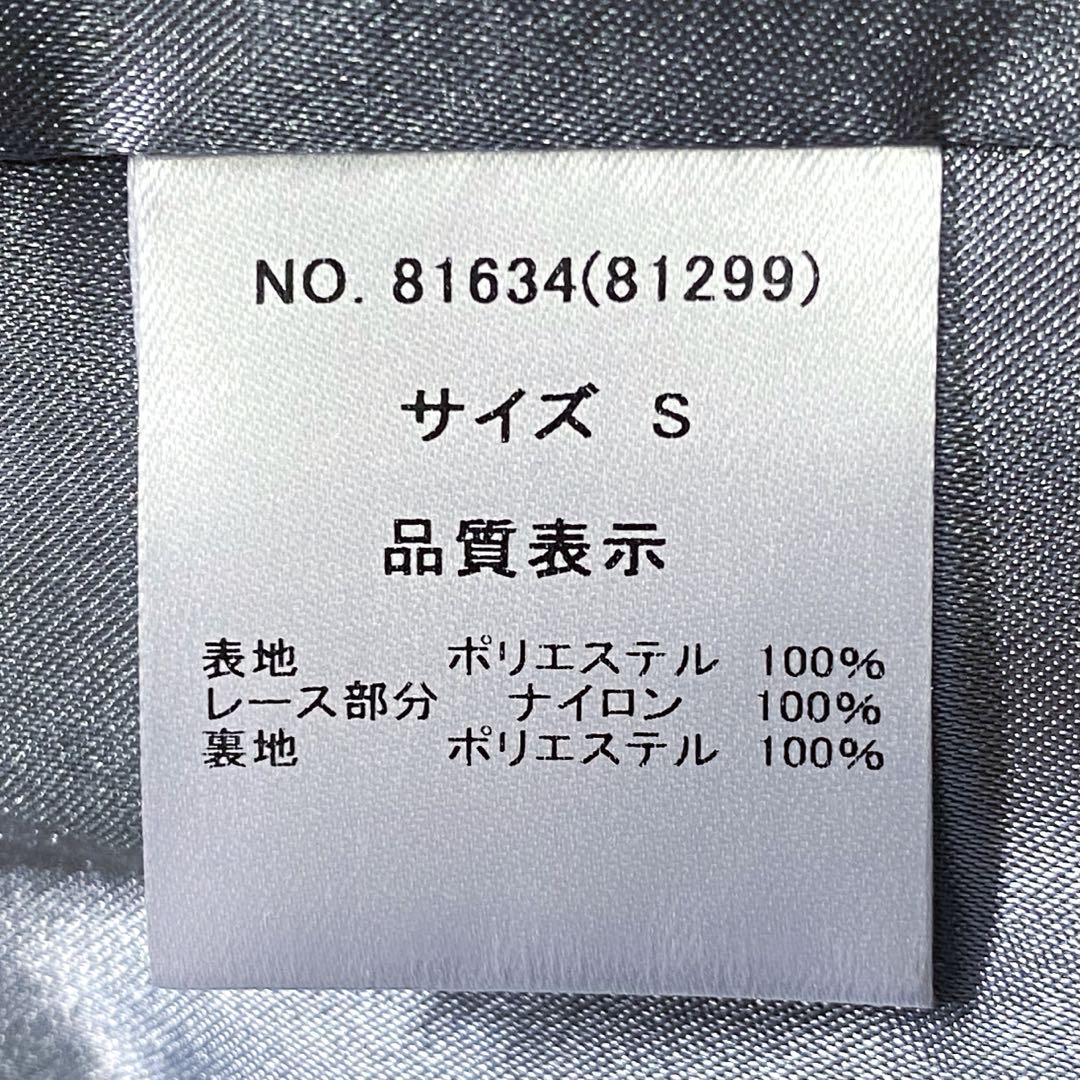 NO. 81634(81299)
サイズ S
品質表示
表地 ポリエステル 100%
レース部分 ナイロン 100%
裏地 ポリエステル 100%